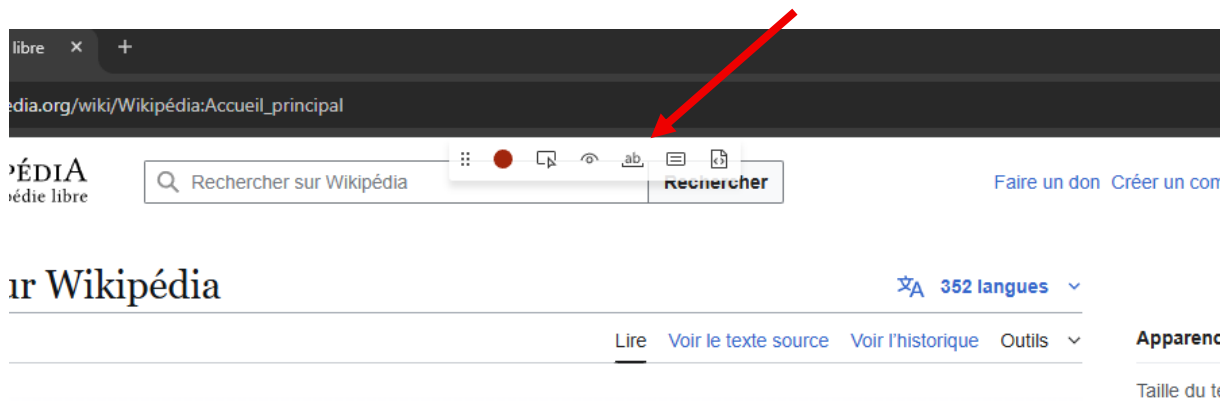 libre × +
edia.org/wiki/Wikipédia:Accueil_principal
ab
PÉDIA
pédie libre
Rechercher sur Wikipédia
Rechercher
Faire un don Créer un com
ur Wikipédia
352 langues
Lire Voir le texte source Voir l'historique Outils
Apparenc
Taille du te